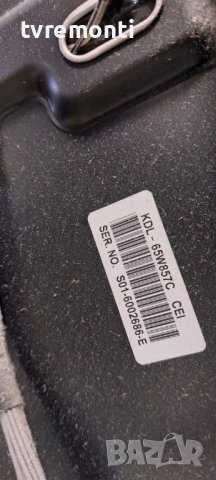 @tvremonti
KDL - 65W857C CEI
SER. NO. S01-6002686-E
BAZAR